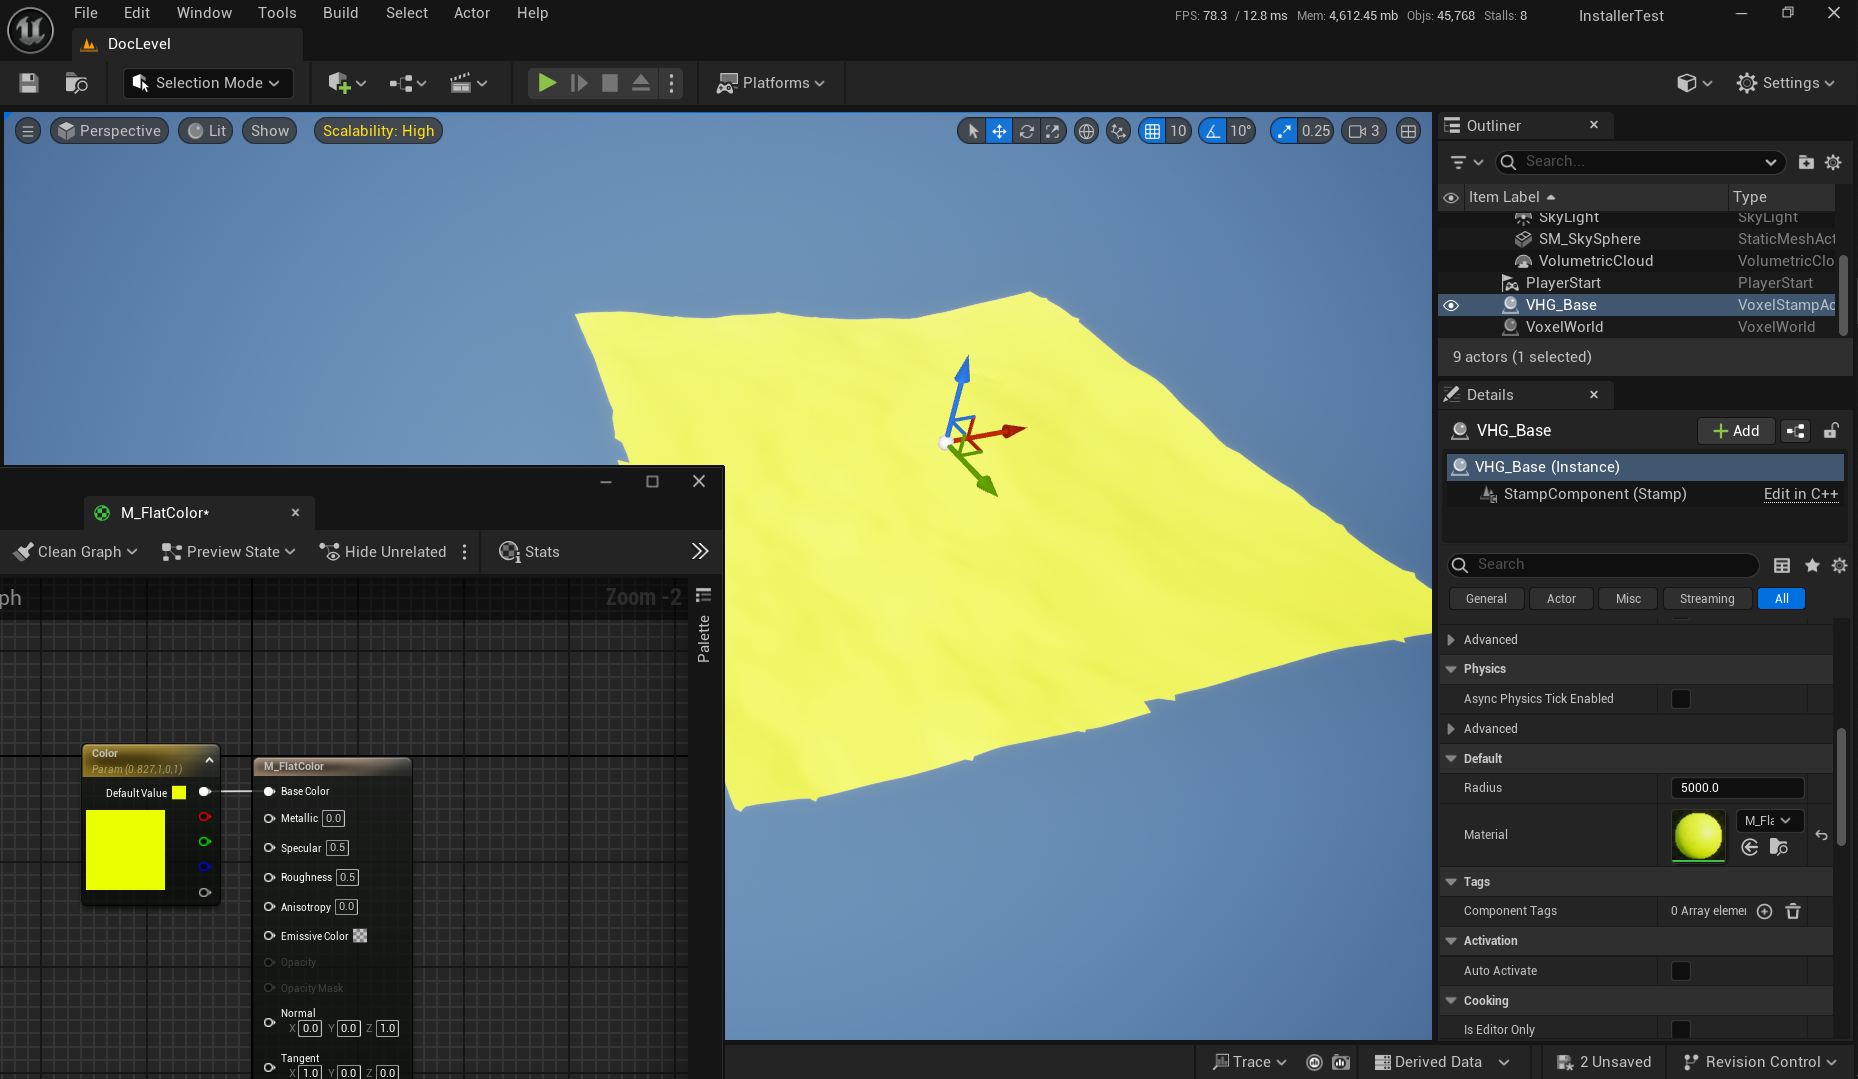 File Edit Window Tools Build Select Actor Help
FPS: 78.3 / 12.8 ms Mem: 4,612.45 mb Objs: 45,768 Stalls: 8 InstallerTest
DocLevel
Selection Mode Platforms Settings
Perspective Lit Show Scalability: High 10 10° 0.25 3
Outliner
Search...
Item Label Type
SkyLight SkyLight
SM_SkySphere StaticMeshAct
VolumetricCloud VolumetricClo
PlayerStart PlayerStart
VHG_Base VoxelStampAc
VoxelWorld VoxelWorld
9 actors (1 selected)
Details
VHG_Base Add
VHG_Base (Instance)
StampComponent (Stamp) Edit in C++
Search
General Actor Misc Streaming All
Advanced
Physics
Async Physics Tick Enabled
Advanced
Default
Radius 5000.0
Material M_Fla
Tags
Component Tags 0 Array elemer
Activation
Auto Activate
Cooking
Is Editor Only
M_FlatColor*
Clean Graph Preview State Hide Unrelated Stats
ph Zoom -2
Palette
Color
Param (0.827,1,0,1)
Default Value
M_FlatColor
Base Color
Metallic 0.0
Specular 0.5
Roughness 0.5
Anisotropy 0.0
Emissive Color
Opacity
Opacity Mask
Normal
X 0.0 Y 0.0 Z 1.0
Tangent
X 1.0 Y 0.0 Z 0.0
Trace Derived Data 2 Unsaved Revision Control